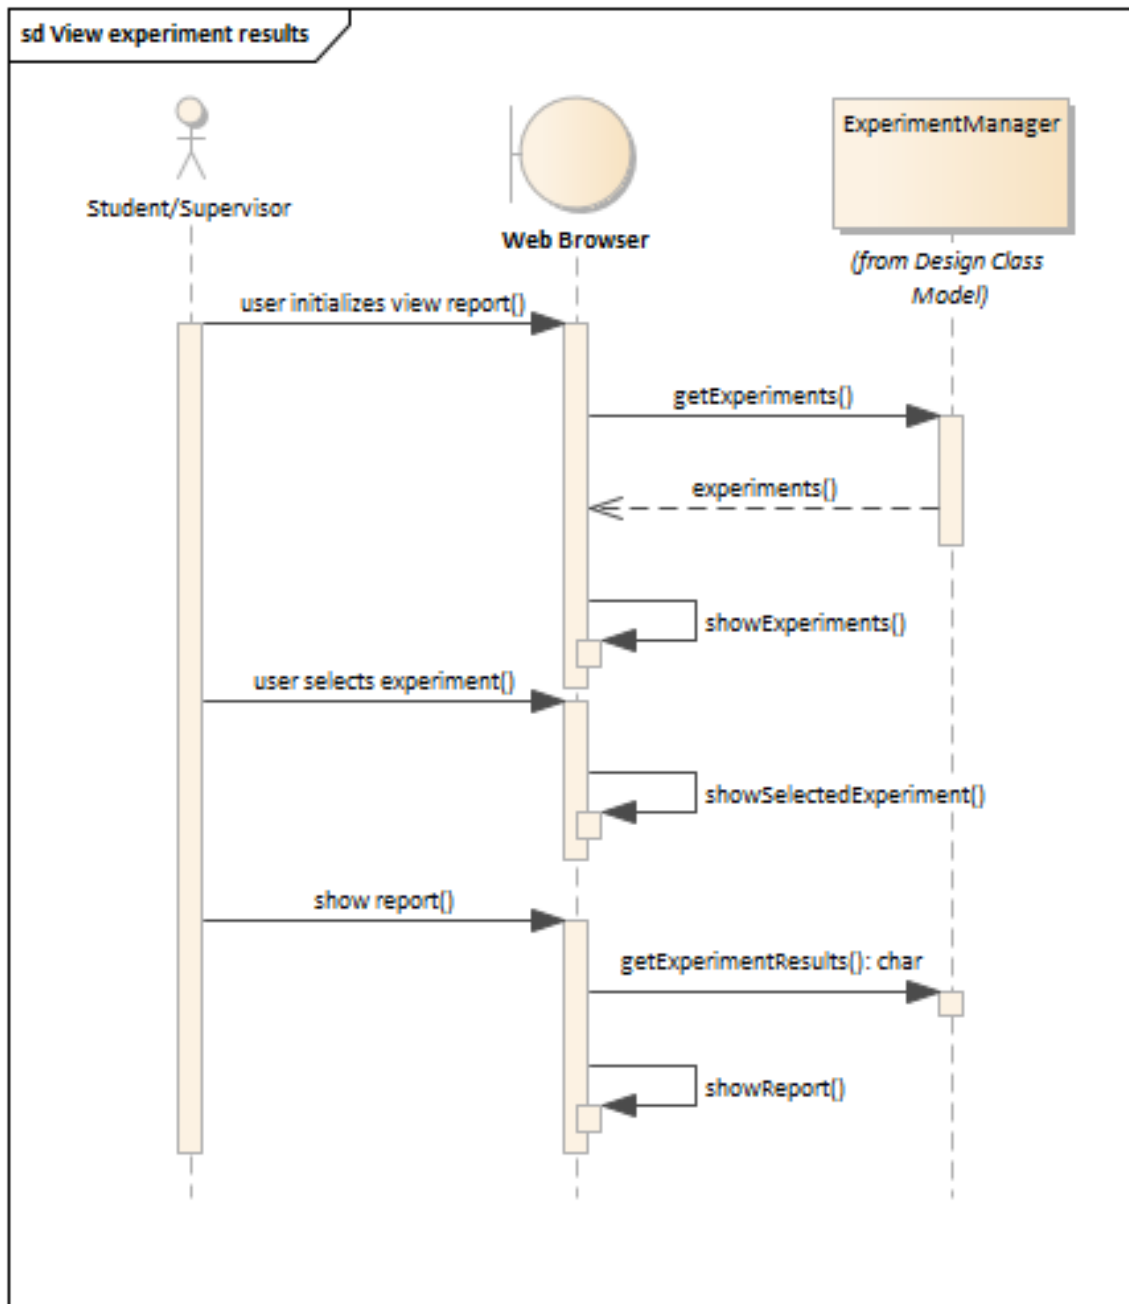 sd View experiment results
Student/Supervisor
Web Browser
ExperimentManager
(from Design Class
Model)
user initializes view report()
getExperiments()
experiments()
showExperiments()
user selects experiment()
showSelectedExperiment()
show report()
getExperimentResults(): char
showReport()